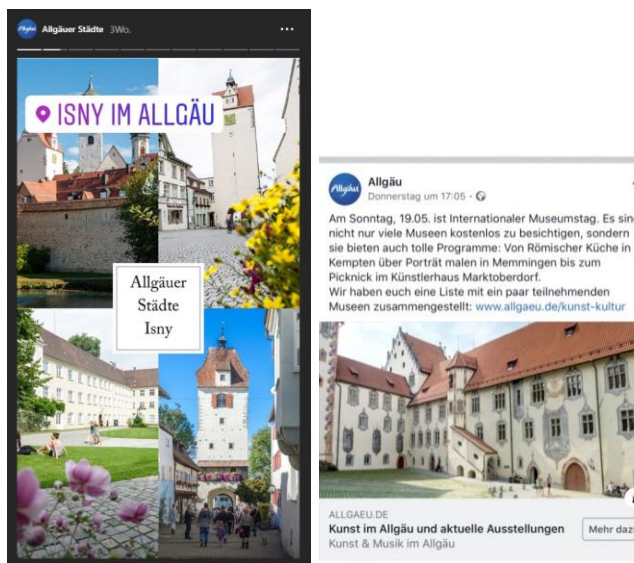 Allgäu Allgäuer Städte 3Wo.
ISNY IM ALLGÄU
Allgäuer
Städte
Isny
Allgäu
Allgäu
Donnerstag um 17:05
Am Sonntag, 19.05. ist Internationaler Museumstag. Es sin
nicht nur viele Museen kostenlos zu besichtigen, sondern
sie bieten auch tolle Programme: Von Römischer Küche in
Kempten über Porträt malen in Memmingen bis zum
Picknick im Künstlerhaus Marktoberdorf.
Wir haben euch eine Liste mit ein paar teilnehmenden
Museen zusammengestellt: www.allgaeu.de/kunst-kultur
ALLGAEU.DE
Kunst im Allgäu und aktuelle Ausstellungen
Mehr daz
Kunst & Musik im Allgäu